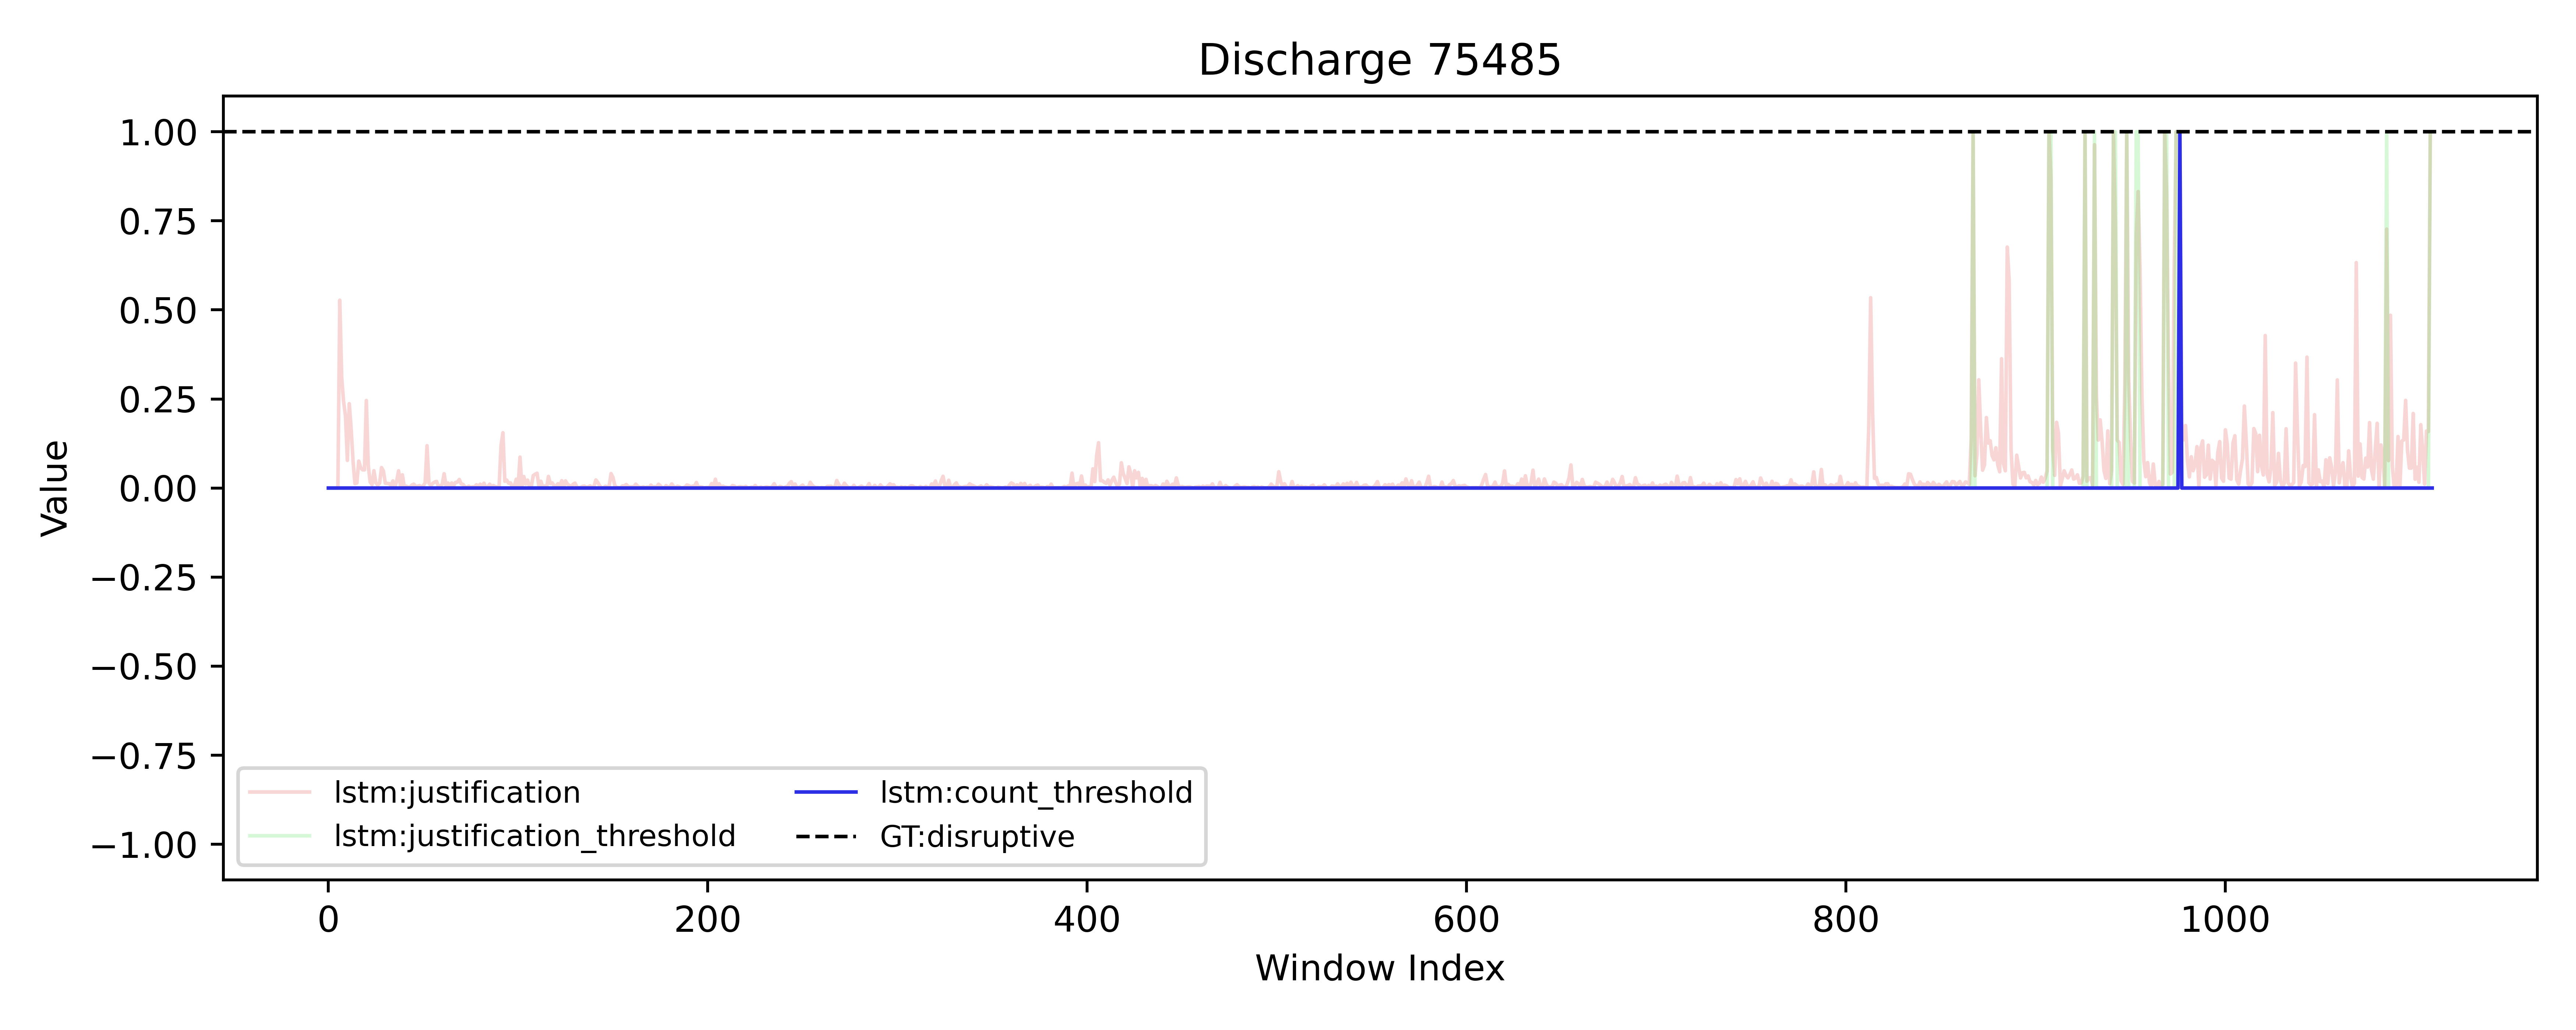 Discharge 75485
Value
1.00
0.75
0.50
0.25
0.00
−0.25
−0.50
−0.75
−1.00
lstm:justification
lstm:justification_threshold
lstm:count_threshold
GT:disruptive
0 200 400 600 800 1000
Window Index